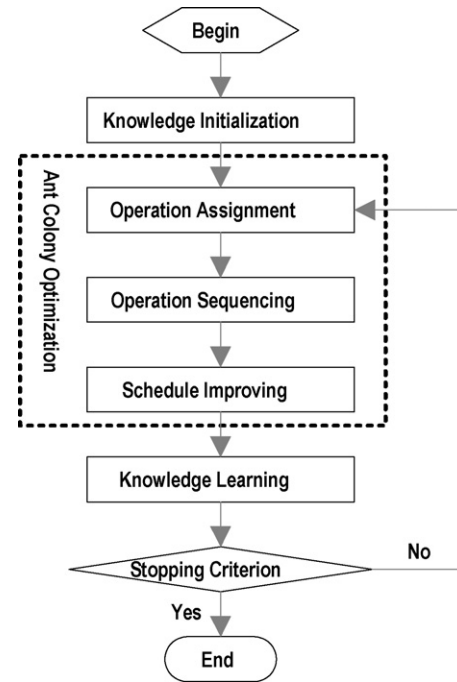 Begin
Knowledge Initialization
Ant Colony Optimization
Operation Assignment
Operation Sequencing
Schedule Improving
Knowledge Learning
Stopping Criterion
No
Yes
End